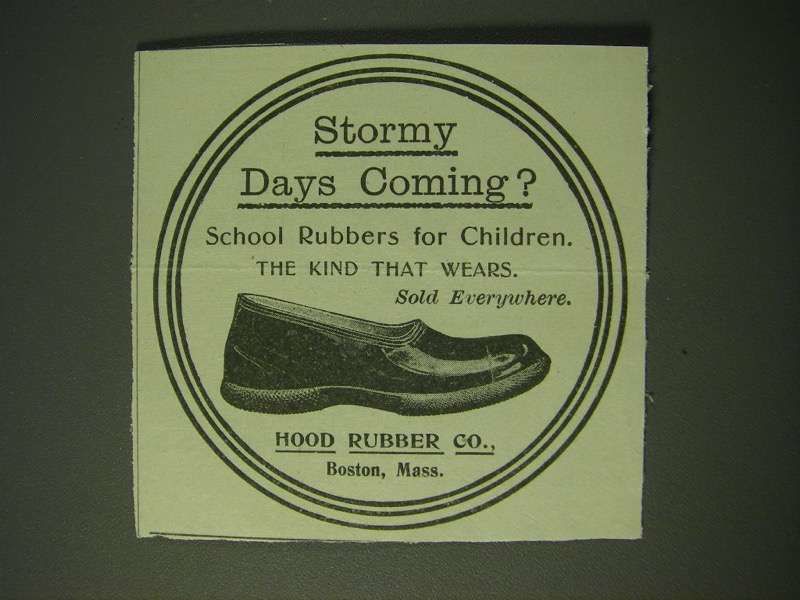 Stormy
Days Coming?
School Rubbers for Children.
THE KIND THAT WEARS.
Sold Everywhere.
HOOD RUBBER CO.,
Boston, Mass.